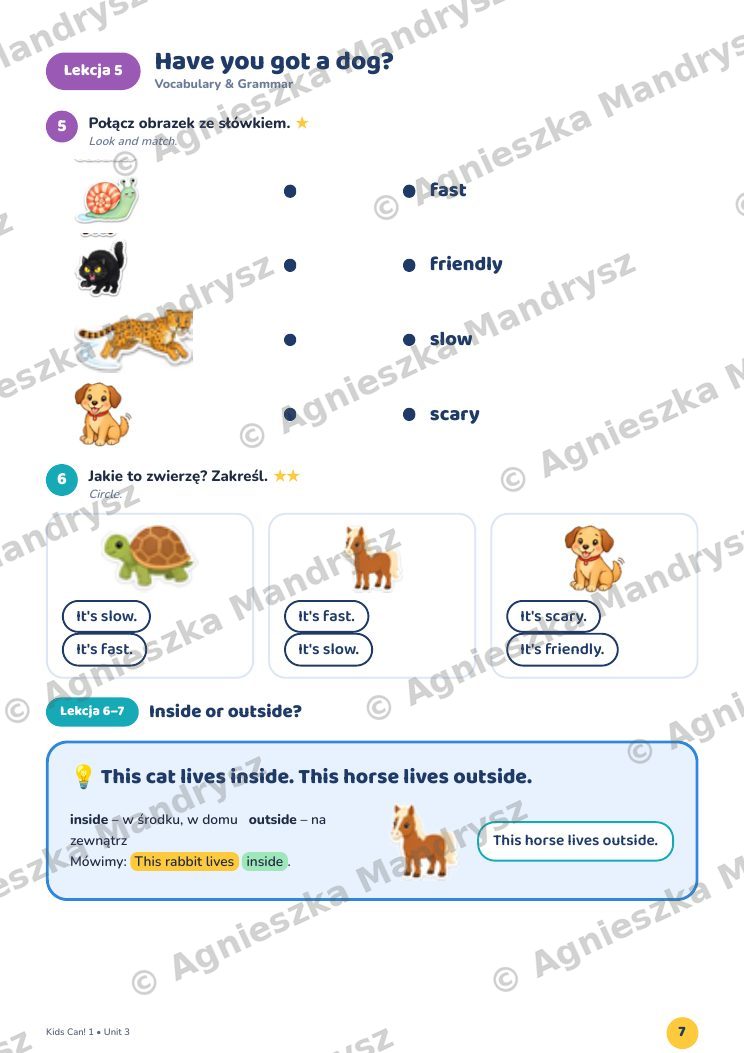 Lekcja 5
Have you got a dog?
Vocabulary & Grammar
5
Połącz obrazek ze słówkiem.
Look and match.
fast
friendly
slow
scary
6
Jakie to zwierzę? Zakreśl.
Circle.
It's slow.
It's fast.
It's fast.
It's slow.
It's scary.
It's friendly.
Lekcja 6–7
Inside or outside?
This cat lives inside. This horse lives outside.
inside – w środku, w domu outside – na
zewnątrz
Mówimy: This rabbit lives inside.
This horse lives outside.
Kids Can! 1 • Unit 3
7
© Agnieszka Mandrysz